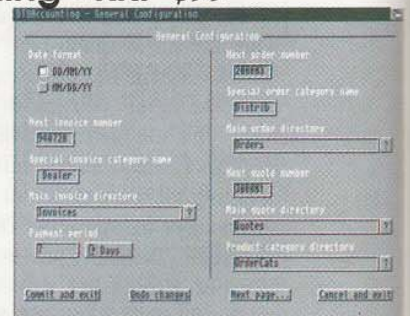 - General Configuration
General Configuration
Date format
DD/MM/YY
MM/DD/YY
Next invoice number
Special invoice category name
Dealer
Main invoice directory
Invoices ?
Payment period
7 Days
Next order number
Special order category name
Distrib
Main order directory
Orders ?
Next quote number
Main quote directory
Quotes ?
Product category directory
OrderCats ?
Commit and exit Undo changes Next page... Cancel and exit